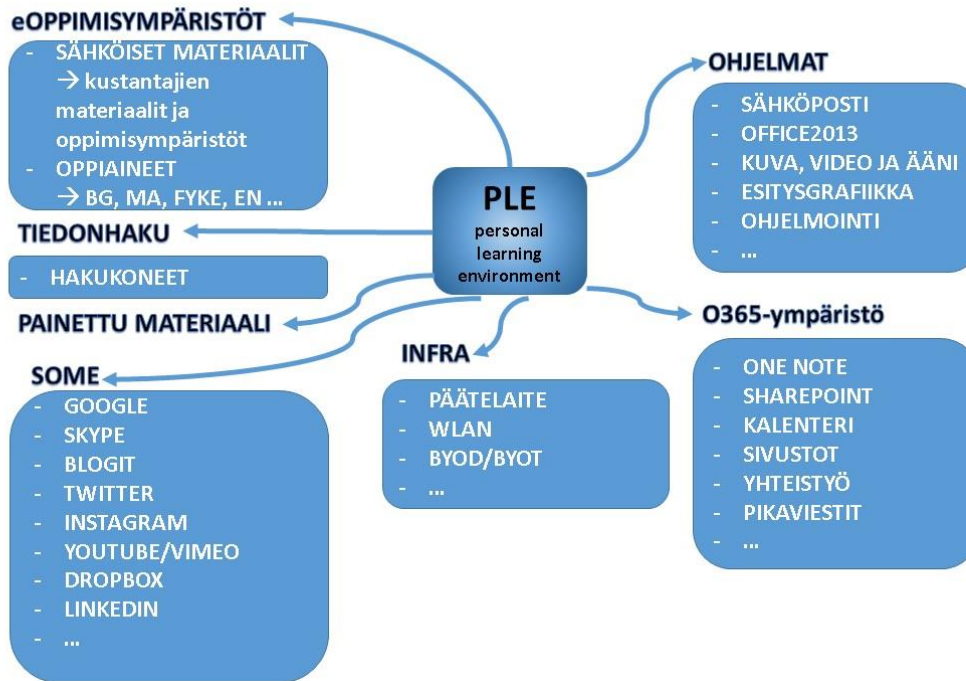 eOPPIMISYMPÄRISTÖT
- SÄHKÖISET MATERIAALIT
→ kustantajien
materiaalit ja
oppimisympäristöt
- OPPIAINEET
→ BG, MA, FYKE, EN ...
TIEDONHAKU
- HAKUKONEET
PAINETTU MATERIAALI
SOME
- GOOGLE
- SKYPE
- BLOGIT
- TWITTER
- INSTAGRAM
- YOUTUBE/VIMEO
- DROPBOX
- LINKEDIN
- ...
PLE
personal
learning
environment
INFRA
- PÄÄTELAITE
- WLAN
- BYOD/BYOT
- ...
OHJELMAT
- SÄHKÖPOSTI
- OFFICE2013
- KUVA, VIDEO JA ÄÄNI
- ESITYSGRAFIIKKA
- OHJELMOINTI
- ...
O365-ympäristö
- ONE NOTE
- SHAREPOINT
- KALENTERI
- SIVUSTOT
- YHTEISTYÖ
- PIKAVIESTIT
- ...